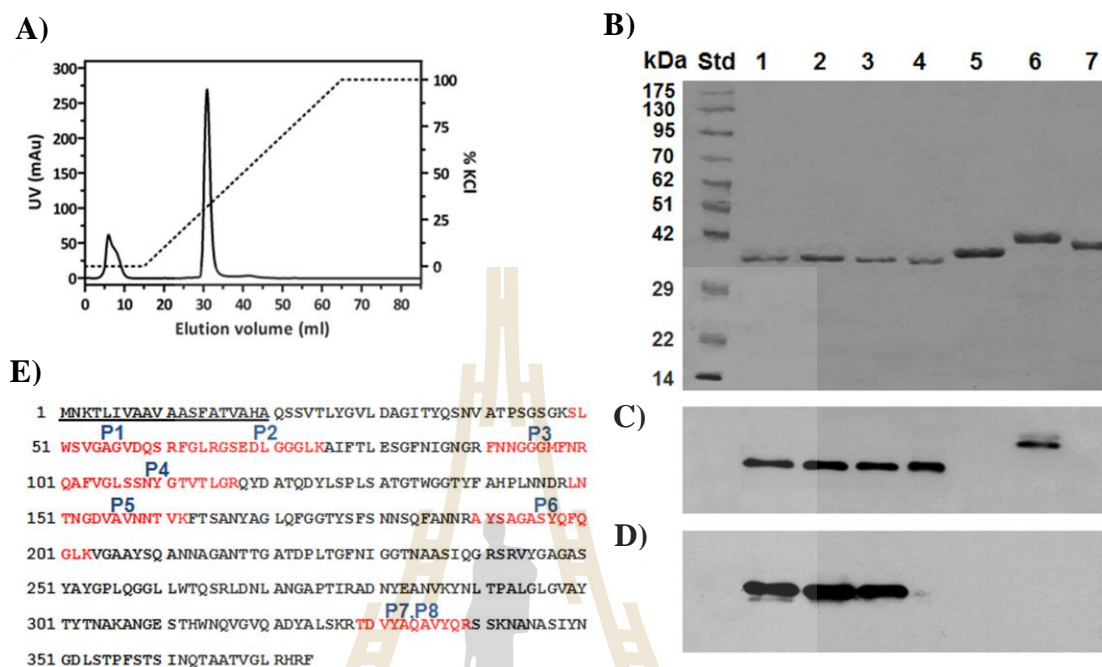 A)
300
250
200
150
100
50
0
UV (mAu)
100
75
50
25
0
% KCl
0 10 20 30 40 50 60 70 80
Elution volume (ml)
B)
kDa Std 1 2 3 4 5 6 7
175
130
95
70
62
51
42
29
22
14
C)
D)
E)
1 MNKTLIVAAV AASFATVAHA QSSVTLYGVL DAGITYQSNV ATPSGSGKSL
P1 P2 P3
51 WSVGAGVDQS RFGLRGSEDL GGGLKAIFTL ESGFNIGNGR FNNGGGMFNR
P4
101 QAFVGLSSNY GTVTLGRQYD ATQDYLSPLS ATGTWGGTYF AHPLNNDRLN
P5 P6
151 TNGDVAVNNT VKFTSANYAG LQFGGTYSFS NNSQFANNRA YSAGASYQFQ
201 GLKVGAAYSQ ANNAGANTTG ATDPLTGFNI GGTNAASIQG RSRVYGAGAS
251 YAYGPLQGGL LWTQSRLDNL ANGAPTIRAD NYEANVKYNL TPALGLGVAY
P7,P8
301 TYTNAKANGE STHWNQVGVQ ADYALSKRTD VYAQAVYQRS SKNANASIYN
351 GDLSTPFSTS INQTAATVGL RHRF